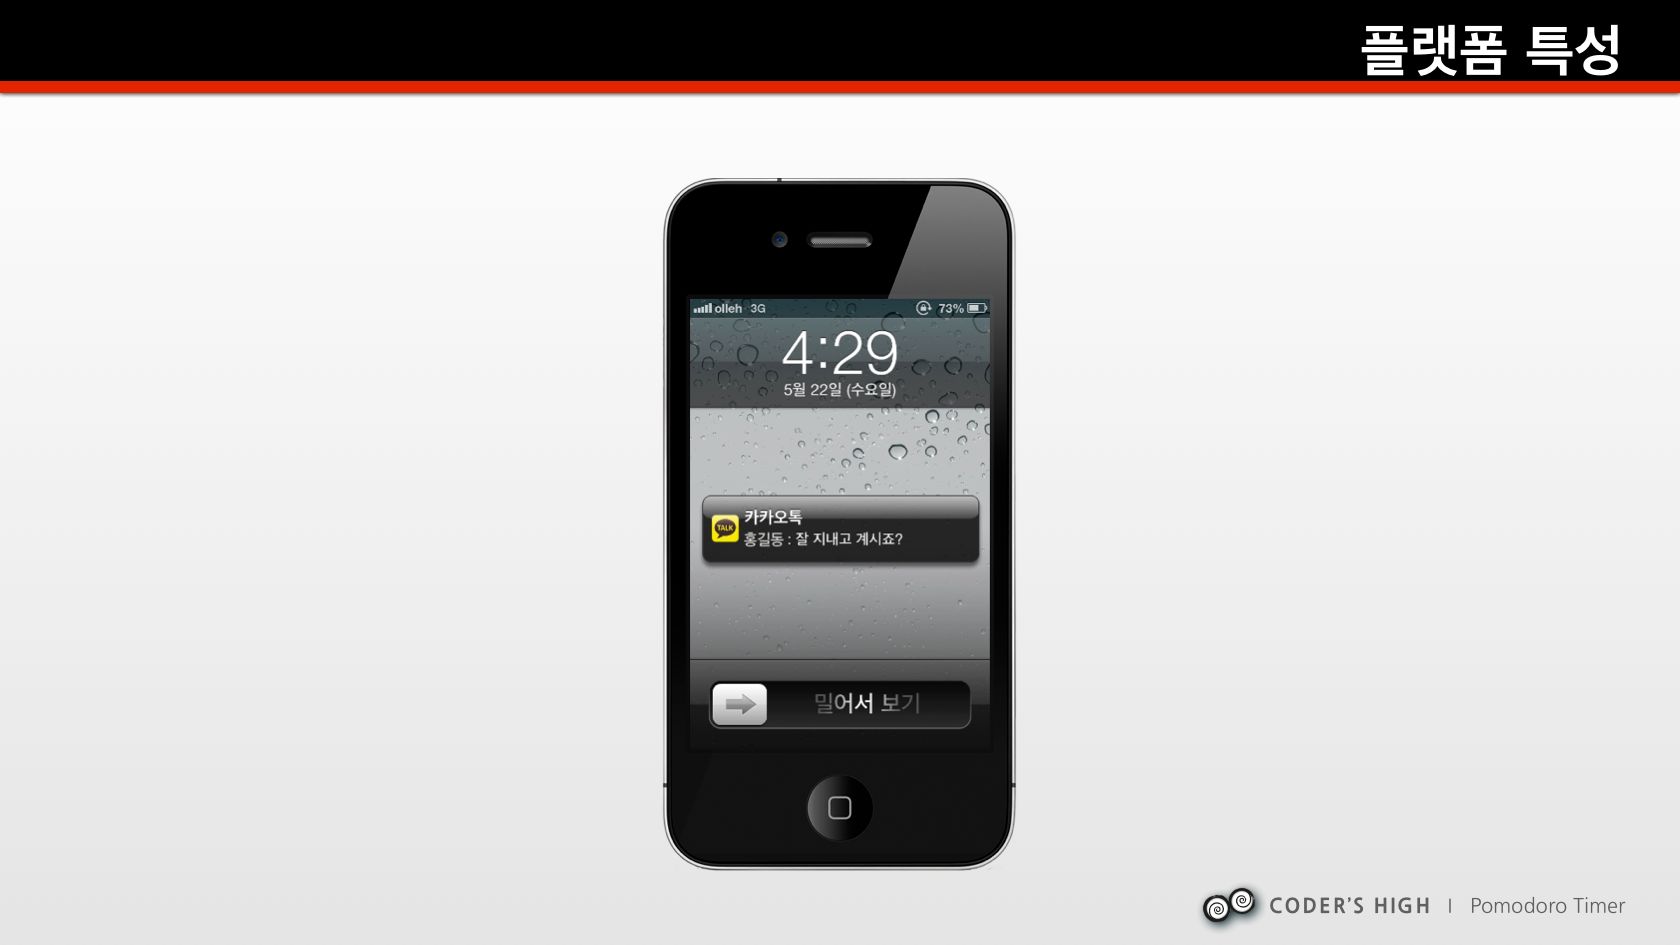 플랫폼 특성
olleh 3G 73%
4:29
5월 22일 (수요일)
TALK
카카오톡
홍길동 : 잘 지내고 계시죠?
밀어서 보기
CODER'S HIGH | Pomodoro Timer